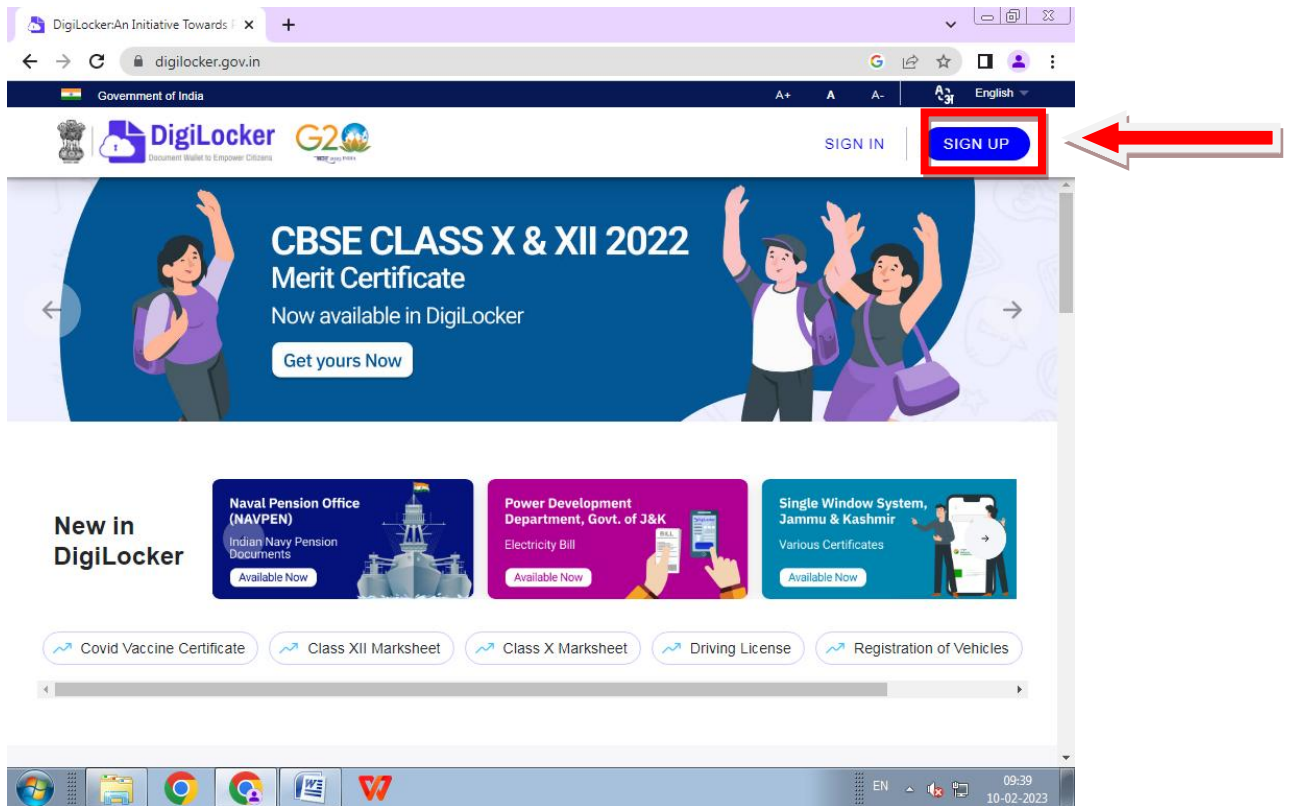 DigiLocker:An Initiative Towards
digilocker.gov.in
Government of India
A+ A A- English
DigiLocker G2
Document Wallet to Empower Citizens
SIGN IN SIGN UP
CBSE CLASS X & XII 2022
Merit Certificate
Now available in DigiLocker
Get yours Now
New in
DigiLocker
Naval Pension Office
(NAVPEN)
Indian Navy Pension
Documents
Available Now
Power Development
Department, Govt. of J&K
Electricity Bill
Available Now
BILL
Single Window System,
Jammu & Kashmir
Various Certificates
Available Now
Covid Vaccine Certificate Class XII Marksheet Class X Marksheet Driving License Registration of Vehicles
EN 09:39
10-02-2023